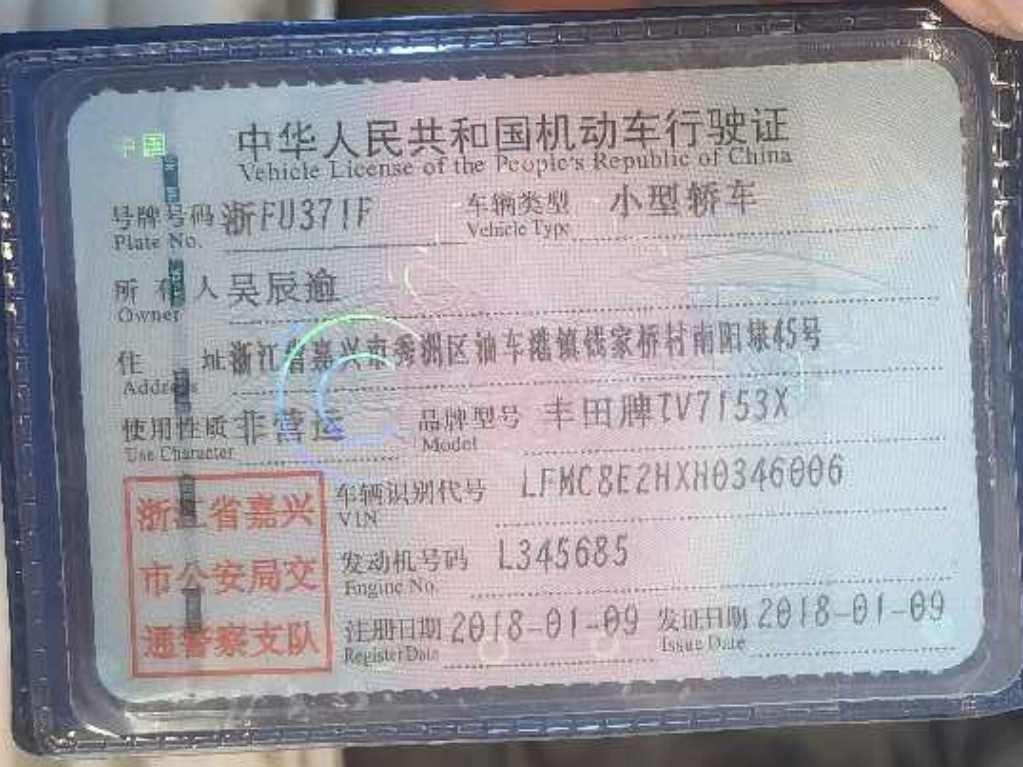 中国
中华人民共和国机动车行驶证
Vehicle License of the People's Republic of China
号牌号码 浙FU371F 车辆类型 小型轿车
Plate No. Vehicle Type
所有人 吴辰逾
Owner
住 址 浙江省嘉兴市秀洲区油车港镇钱家桥村南阳埭45号
Address
使用性质 非营运 品牌型号 丰田牌TV7153X
Use Character Model
浙江省嘉兴
市公安局交
通警察支队
车辆识别代号 LFMC8E2HXH0346006
VIN
发动机号码 L345685
Engine No.
注册日期 2018-01-09 发证日期 2018-01-09
Register Date Issue Date